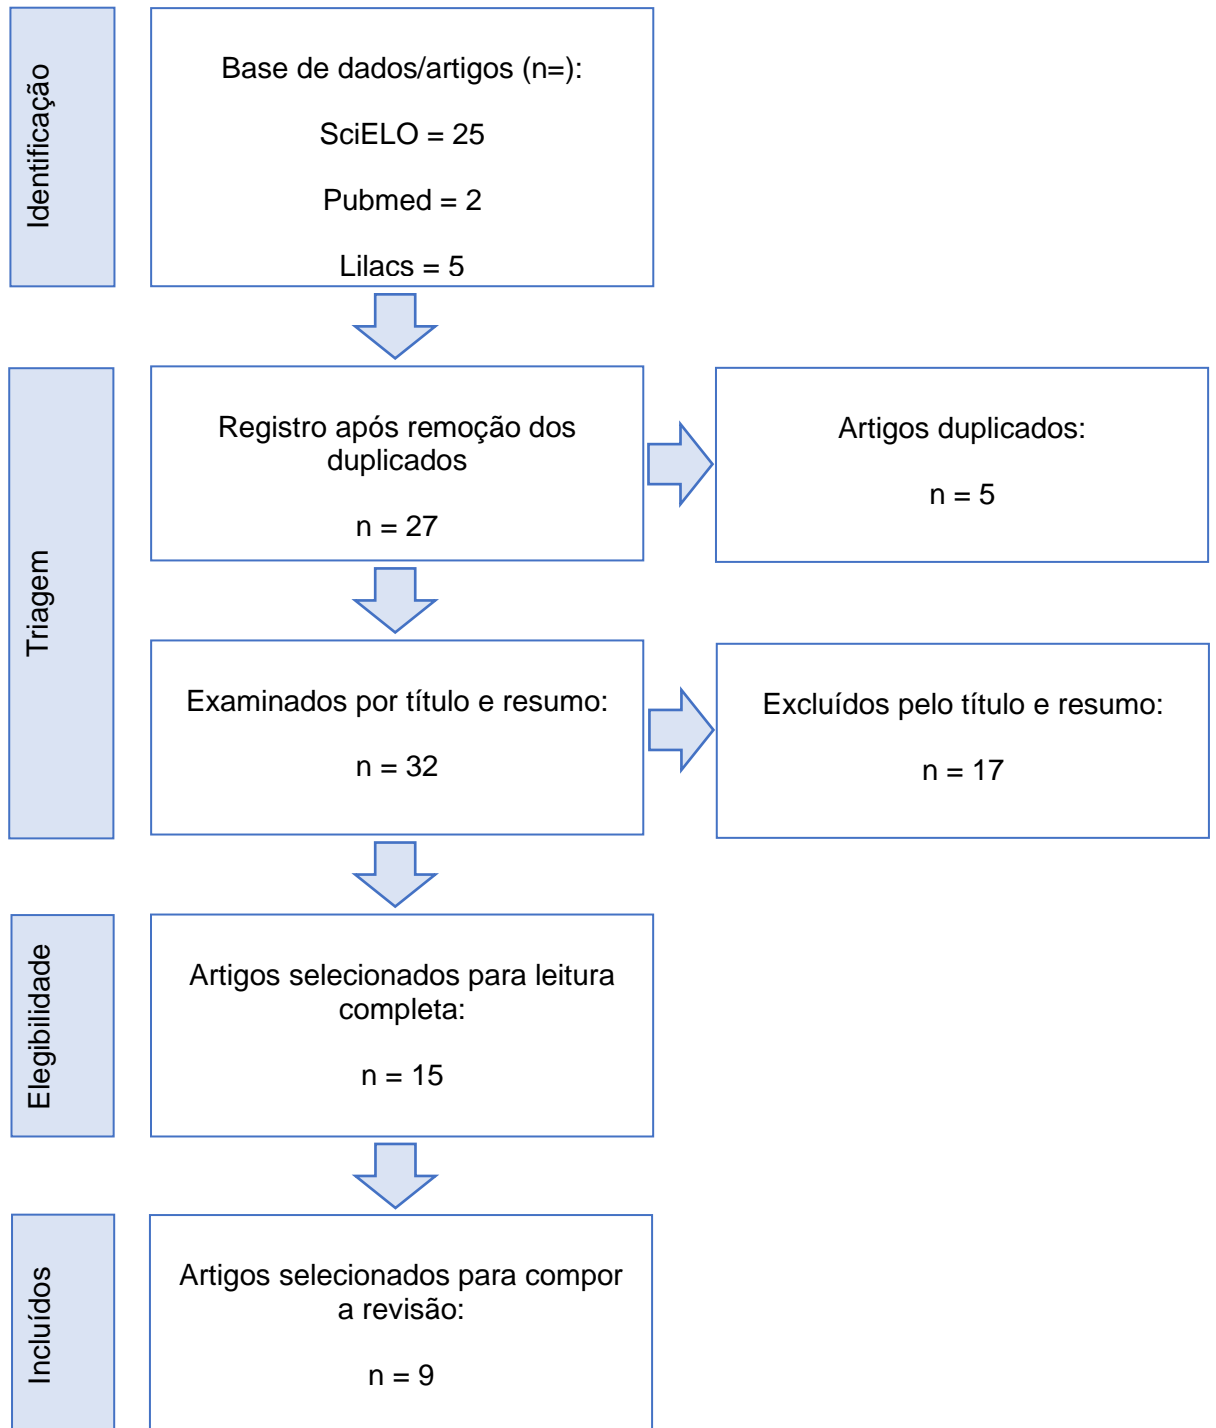 Identificação
Base de dados/artigos (n=):
SciELO = 25
Pubmed = 2
Lilacs = 5
Triagem
Registro após remoção dos
duplicados
n = 27
Artigos duplicados:
n = 5
Examinados por título e resumo:
n = 32
Excluídos pelo título e resumo:
n = 17
Elegibilidade
Artigos selecionados para leitura
completa:
n = 15
Incluídos
Artigos selecionados para compor
a revisão:
n = 9